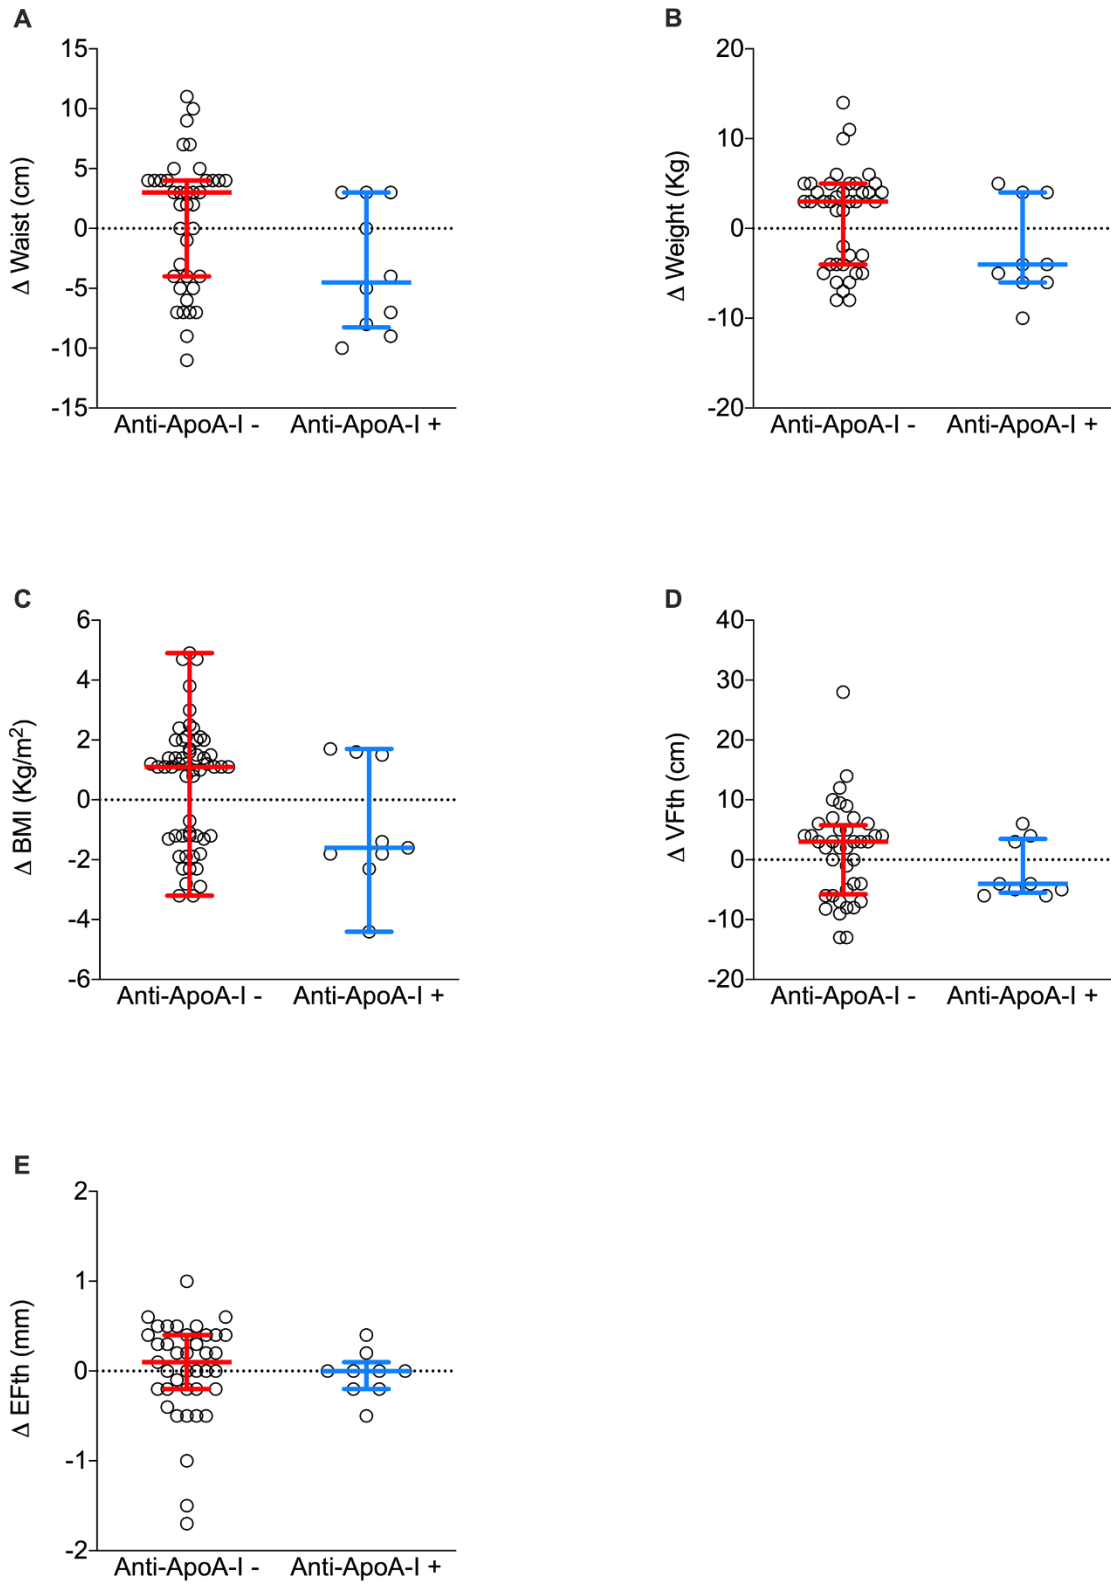 A
15
10
5
0
-5
-10
-15
Δ Waist (cm)
Anti-ApoA-I -
Anti-ApoA-I +
B
20
10
0
-10
-20
Δ Weight (Kg)
Anti-ApoA-I -
Anti-ApoA-I +
C
6
4
2
0
-2
-4
-6
Δ BMI (Kg/m²)
Anti-ApoA-I -
Anti-ApoA-I +
D
40
30
20
10
0
-10
-20
Δ VFth (cm)
Anti-ApoA-I -
Anti-ApoA-I +
E
2
1
0
-1
-2
Δ EFth (mm)
Anti-ApoA-I -
Anti-ApoA-I +